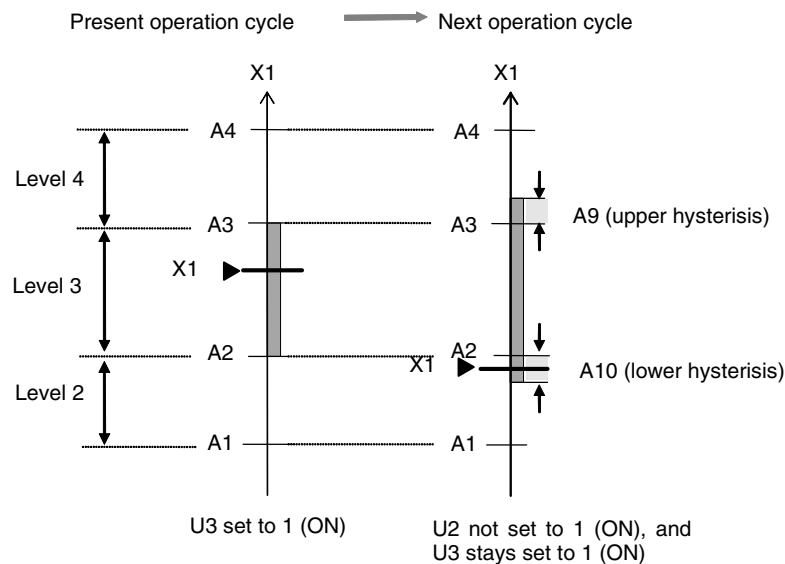 Present operation cycle
Next operation cycle
X1
X1
A4
A4
Level 4
A3
A3
A9 (upper hysterisis)
X1
Level 3
A2
A2
X1
A10 (lower hysterisis)
Level 2
A1
A1
U3 set to 1 (ON)
U2 not set to 1 (ON), and
U3 stays set to 1 (ON)